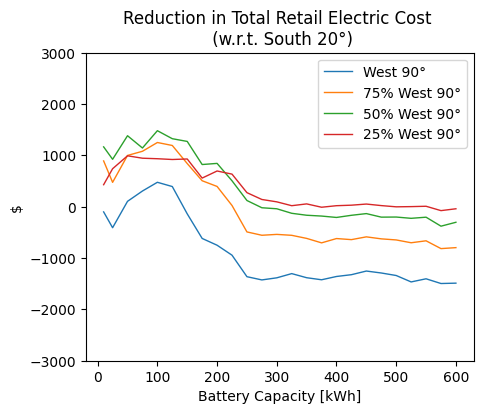 Reduction in Total Retail Electric Cost
(w.r.t. South 20°)
3000
2000
1000
0
−1000
−2000
−3000
$
West 90°
75% West 90°
50% West 90°
25% West 90°
0 100 200 300 400 500 600
Battery Capacity [kWh]